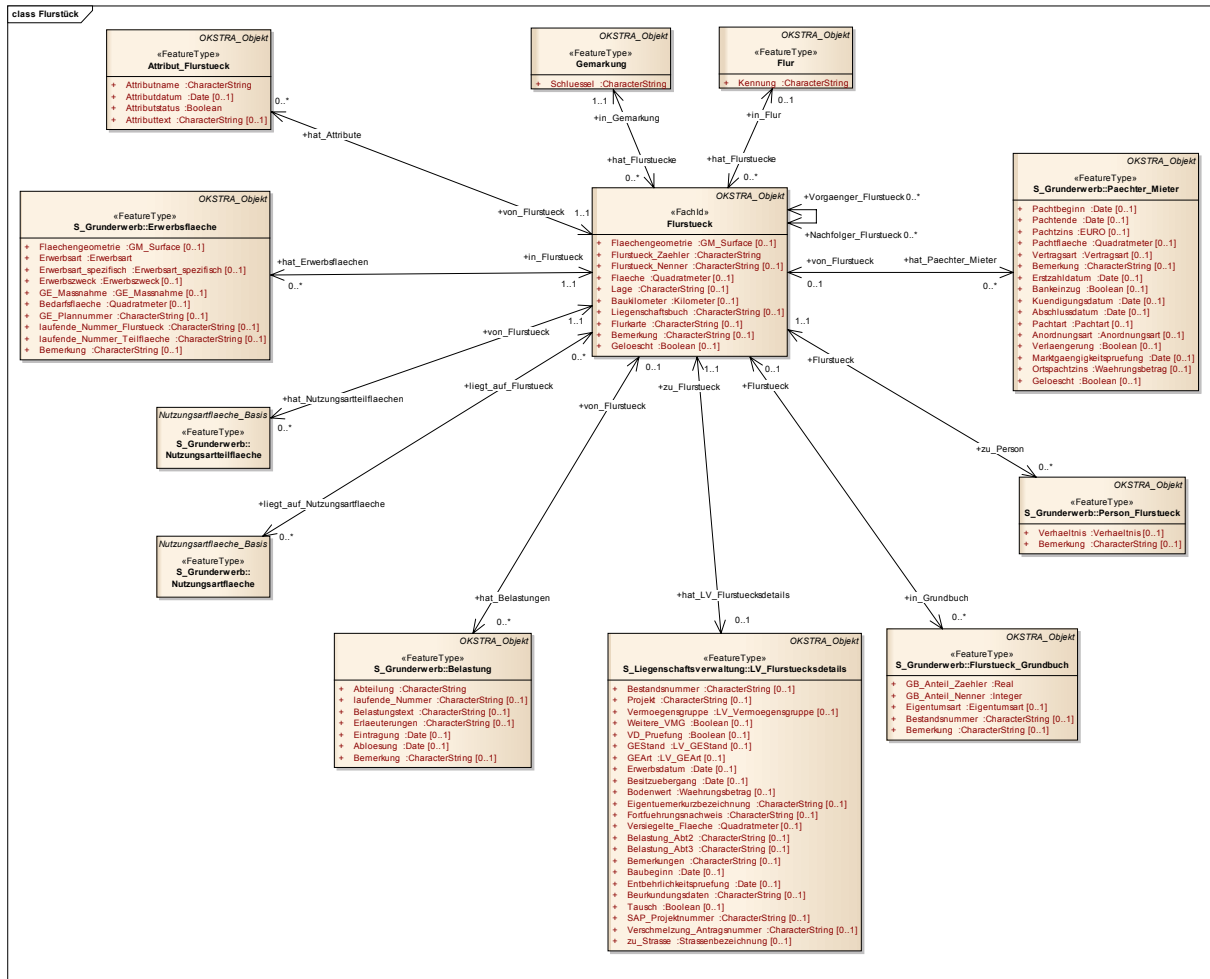 class Flurstück
OKSTRA_Objekt
«FeatureType»
Attribut_Flurstueck
+ Attributname :CharacterString
+ Attributdatum :Date [0..1]
+ Attributstatus :Boolean
+ Attributtext :CharacterString [0..1]
OKSTRA_Objekt
«FeatureType»
Gemarkung
+ Schluessel :CharacterString
OKSTRA_Objekt
«FeatureType»
Flur
+ Kennung :CharacterString
0..*
+hat_Attribute
+von_Flurstueck
1..1
1..1
+in_Gemarkung
+hat_Flurstuecke
0..*
0..1
+in_Flur
+hat_Flurstuecke
0..*
OKSTRA_Objekt
«FeatureType»
S_Grunderwerb::Erwerbsflaeche
+ Flaechengeometrie :GM_Surface [0..1]
+ Erwerbsart :Erwerbsart
+ Erwerbsart_spezifisch :Erwerbsart_spezifisch [0..1]
+ Erwerbszweck :Erwerbszweck [0..1]
+ GE_Massnahme :GE_Massnahme [0..1]
+ Bedarfsflaeche :Quadratmeter [0..1]
+ GE_Plannummer :CharacterString [0..1]
+ laufende_Nummer_Flurstueck :CharacterString [0..1]
+ laufende_Nummer_Teilflaeche :CharacterString [0..1]
+ Bemerkung :CharacterString [0..1]
+hat_Erwerbsflaechen
0..*
+in_Flurstueck
1..1
OKSTRA_Objekt
«FachId»
Flurstueck
+ Flaechengeometrie :GM_Surface [0..1]
+ Flurstueck_Zaehler :CharacterString
+ Flurstueck_Nenner :CharacterString [0..1]
+ Flaeche :Quadratmeter [0..1]
+ Lage :CharacterString [0..1]
+ Baukilometer :Kilometer [0..1]
+ Liegenschaftsbuch :CharacterString [0..1]
+ Flurkarte :CharacterString [0..1]
+ Bemerkung :CharacterString [0..1]
+ Geloescht :Boolean [0..1]
+Vorgaenger_Flurstueck 0..*
+Nachfolger_Flurstueck 0..*
+von_Flurstueck
0..1
+hat_Paechter_Mieter
0..*
OKSTRA_Objekt
«FeatureType»
S_Grunderwerb::Paechter_Mieter
+ Pachtbeginn :Date [0..1]
+ Pachtende :Date [0..1]
+ Pachtzins :EURO [0..1]
+ Pachtflaeche :Quadratmeter [0..1]
+ Vertragsart :Vertragsart [0..1]
+ Bemerkung :CharacterString [0..1]
+ Erstzahldatum :Date [0..1]
+ Bankeinzug :Boolean [0..1]
+ Kuendigungsdatum :Date [0..1]
+ Abschlussdatum :Date [0..1]
+ Pachtart :Pachtart [0..1]
+ Anordnungsart :Anordnungsart [0..1]
+ Verlaengerung :Boolean [0..1]
+ Marktgaengigkeitspruefung :Date [0..1]
+ Ortspachtzins :Waehrungsbetrag [0..1]
+ Geloescht :Boolean [0..1]
+von_Flurstueck
1..1
+hat_Nutzungsartteilflaechen
0..*
Nutzungsartflaeche_Basis
«FeatureType»
S_Grunderwerb::
Nutzungsartteilflaeche
0..*
+liegt_auf_Flurstueck
+liegt_auf_Nutzungsartflaeche
0..*
Nutzungsartflaeche_Basis
«FeatureType»
S_Grunderwerb::
Nutzungsartflaeche
0..1
+von_Flurstueck
+hat_Belastungen
0..*
1..1
+zu_Flurstueck
+hat_LV_Flurstuecksdetails
0..1
0..1
+Flurstueck
+in_Grundbuch
0..*
1..1
+Flurstueck
+zu_Person
0..*
OKSTRA_Objekt
«FeatureType»
S_Grunderwerb::Person_Flurstueck
+ Verhaeltnis :Verhaeltnis [0..1]
+ Bemerkung :CharacterString [0..1]
OKSTRA_Objekt
«FeatureType»
S_Grunderwerb::Belastung
+ Abteilung :CharacterString
+ laufende_Nummer :CharacterString [0..1]
+ Belastungstext :CharacterString [0..1]
+ Erlaeuterungen :CharacterString [0..1]
+ Eintragung :Date [0..1]
+ Abloesung :Date [0..1]
+ Bemerkung :CharacterString [0..1]
OKSTRA_Objekt
«FeatureType»
S_Liegenschaftsverwaltung::LV_Flurstuecksdetails
+ Bestandsnummer :CharacterString [0..1]
+ Projekt :CharacterString [0..1]
+ Vermoegensgruppe :LV_Vermoegensgruppe [0..1]
+ Weitere_VMG :Boolean [0..1]
+ VD_Pruefung :Boolean [0..1]
+ GEStand :LV_GEStand [0..1]
+ GEArt :LV_GEArt [0..1]
+ Erwerbsdatum :Date [0..1]
+ Besitzuebergang :Date [0..1]
+ Bodenwert :Waehrungsbetrag [0..1]
+ Eigentuemerkurzbezeichnung :CharacterString [0..1]
+ Fortfuehrungsnachweis :CharacterString [0..1]
+ Versiegelte_Flaeche :Quadratmeter [0..1]
+ Belastung_Abt2 :CharacterString [0..1]
+ Belastung_Abt3 :CharacterString [0..1]
+ Bemerkungen :CharacterString [0..1]
+ Baubeginn :Date [0..1]
+ Entbehrlichkeitspruefung :Date [0..1]
+ Beurkundungsdaten :CharacterString [0..1]
+ Tausch :Boolean [0..1]
+ SAP_Projektnummer :CharacterString [0..1]
+ Verschmelzung_Antragsnummer :CharacterString [0..1]
+ zu_Strasse :Strassenbezeichnung [0..1]
OKSTRA_Objekt
«FeatureType»
S_Grunderwerb::Flurstueck_Grundbuch
+ GB_Anteil_Zaehler :Real
+ GB_Anteil_Nenner :Integer
+ Eigentumsart :Eigentumsart [0..1]
+ Bestandsnummer :CharacterString [0..1]
+ Bemerkung :CharacterString [0..1]